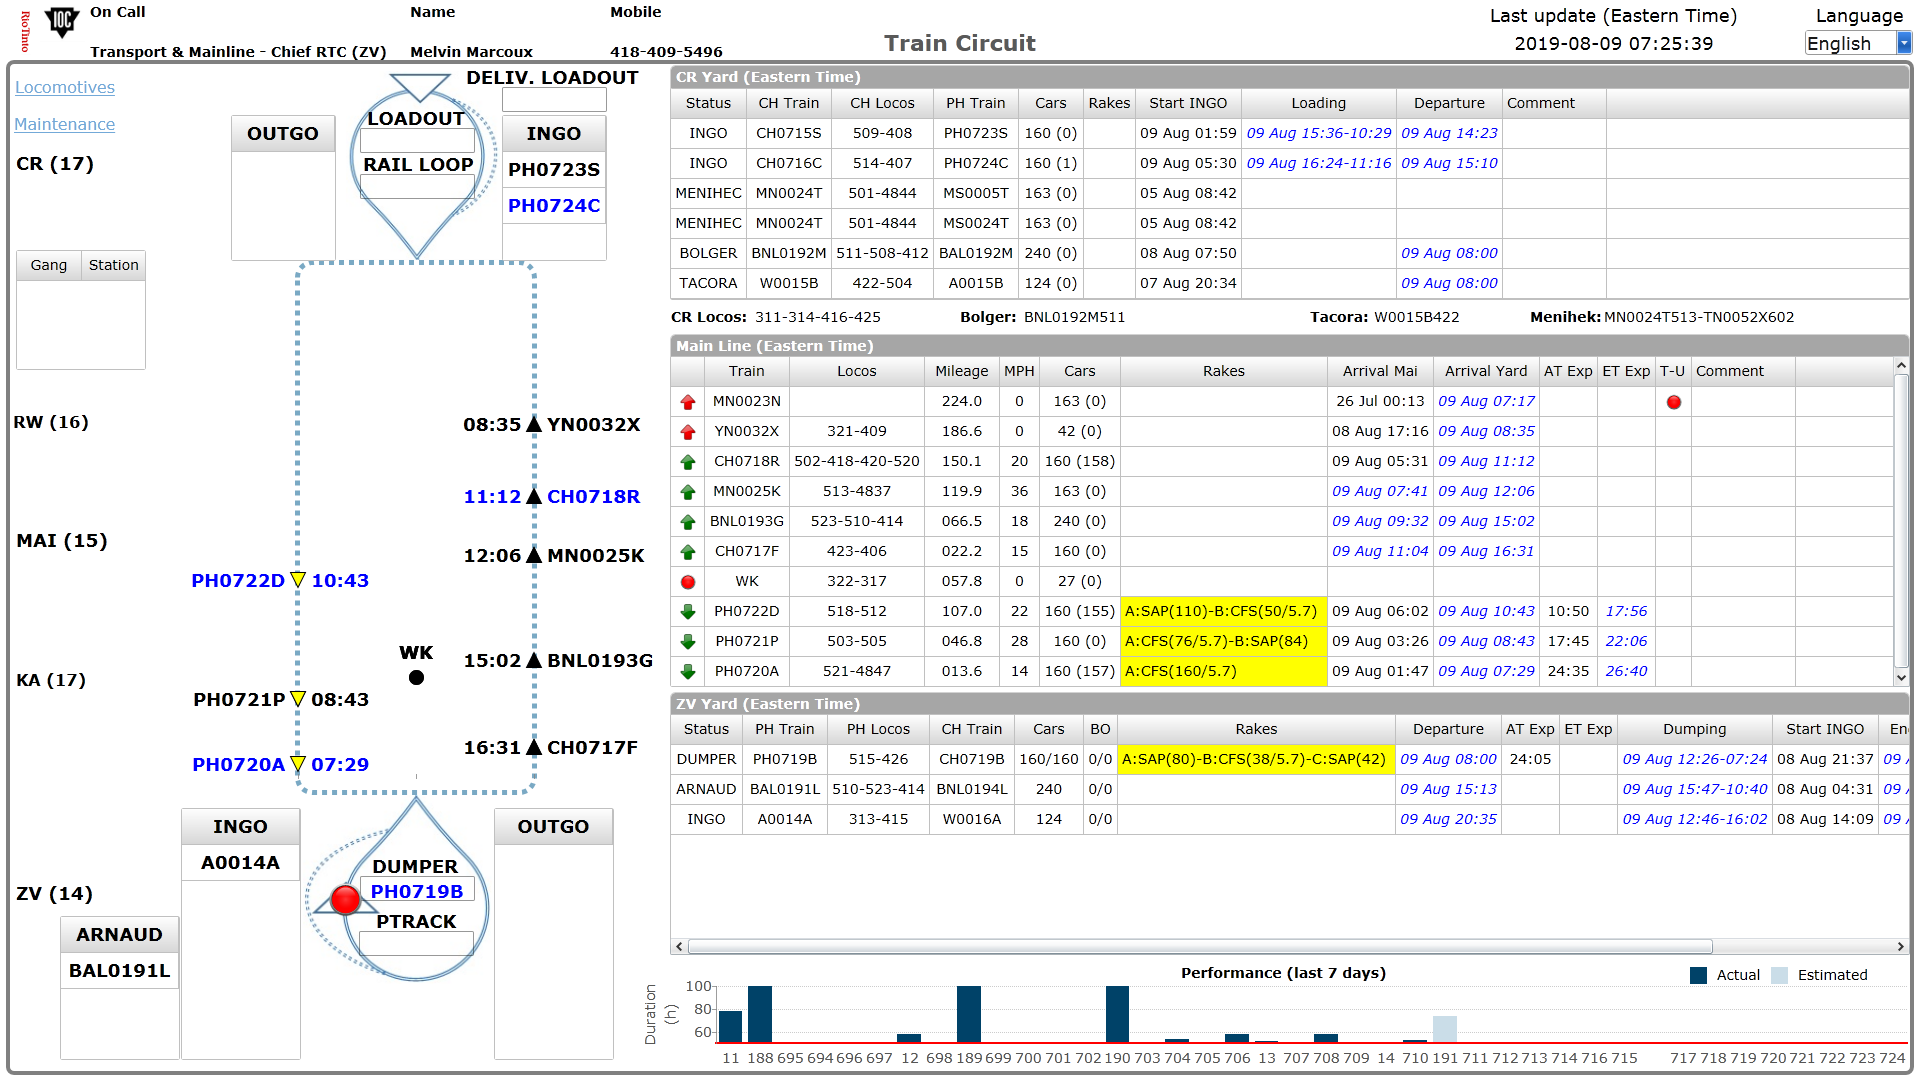 RioTinto
IOC
On Call Name Mobile
Transport & Mainline - Chief RTC (ZV) Melvin Marcoux 418-409-5496
Train Circuit
Last update (Eastern Time)
2019-08-09 07:25:39
Language
English
Locomotives
Maintenance
CR (17)
OUTGO
DELIV. LOADOUT
LOADOUT
RAIL LOOP
INGO
PH0723S
PH0724C
Gang Station
RW (16)
08:35 YN0032X
11:12 CH0718R
MAI (15)
12:06 MN0025K
PH0722D 10:43
WK
15:02 BNL0193G
KA (17)
PH0721P 08:43
16:31 CH0717F
PH0720A 07:29
INGO
A0014A
OUTGO
DUMPER
PH0719B
PTRACK
ZV (14)
ARNAUD
BAL0191L
CR Yard (Eastern Time)
Status CH Train CH Locos PH Train Cars Rakes Start INGO Loading Departure Comment
INGO CH0715S 509-408 PH0723S 160 (0) 09 Aug 01:59 09 Aug 15:36-10:29 09 Aug 14:23
INGO CH0716C 514-407 PH0724C 160 (1) 09 Aug 05:30 09 Aug 16:24-11:16 09 Aug 15:10
MENIHEC MN0024T 501-4844 MS0005T 163 (0) 05 Aug 08:42
MENIHEC MN0024T 501-4844 MS0024T 163 (0) 05 Aug 08:42
BOLGER BNL0192M 511-508-412 BAL0192M 240 (0) 08 Aug 07:50 09 Aug 08:00
TACORA W0015B 422-504 A0015B 124 (0) 07 Aug 20:34 09 Aug 08:00
CR Locos: 311-314-416-425 Bolger: BNL0192M511 Tacora: W0015B422 Menihek: MN0024T513-TN0052X602
Main Line (Eastern Time)
Train Locos Mileage MPH Cars Rakes Arrival Mai Arrival Yard AT Exp ET Exp T-U Comment
MN0023N 224.0 0 163 (0) 26 Jul 00:13 09 Aug 07:17
YN0032X 321-409 186.6 0 42 (0) 08 Aug 17:16 09 Aug 08:35
CH0718R 502-418-420-520 150.1 20 160 (158) 09 Aug 05:31 09 Aug 11:12
MN0025K 513-4837 119.9 36 163 (0) 09 Aug 07:41 09 Aug 12:06
BNL0193G 523-510-414 066.5 18 240 (0) 09 Aug 09:32 09 Aug 15:02
CH0717F 423-406 022.2 15 160 (0) 09 Aug 11:04 09 Aug 16:31
WK 322-317 057.8 0 27 (0)
PH0722D 518-512 107.0 22 160 (155) A:SAP(110)-B:CFS(50/5.7) 09 Aug 06:02 09 Aug 10:43 10:50 17:56
PH0721P 503-505 046.8 28 160 (0) A:CFS(76/5.7)-B:SAP(84) 09 Aug 03:26 09 Aug 08:43 17:45 22:06
PH0720A 521-4847 013.6 14 160 (157) A:CFS(160/5.7) 09 Aug 01:47 09 Aug 07:29 24:35 26:40
ZV Yard (Eastern Time)
Status PH Train PH Locos CH Train Cars BO Rakes Departure AT Exp ET Exp Dumping Start INGO En
DUMPER PH0719B 515-426 CH0719B 160/160 0/0 A:SAP(80)-B:CFS(38/5.7)-C:SAP(42) 09 Aug 08:00 24:05 09 Aug 12:26-07:24 08 Aug 21:37 09
ARNAUD BAL0191L 510-523-414 BNL0194L 240 0/0 09 Aug 15:13 09 Aug 15:47-10:40 08 Aug 04:31 09
INGO A0014A 313-415 W0016A 124 0/0 09 Aug 20:35 09 Aug 12:46-16:02 08 Aug 14:09 09
Performance (last 7 days)
Actual Estimated
Duration (h)
100
80
60
11 188 695 694 696 697 12 698 189 699 700 701 702 190 703 704 705 706 13 707 708 709 14 710 191 711 712 713 714 716 715 717 718 719 720 721 722 723 724